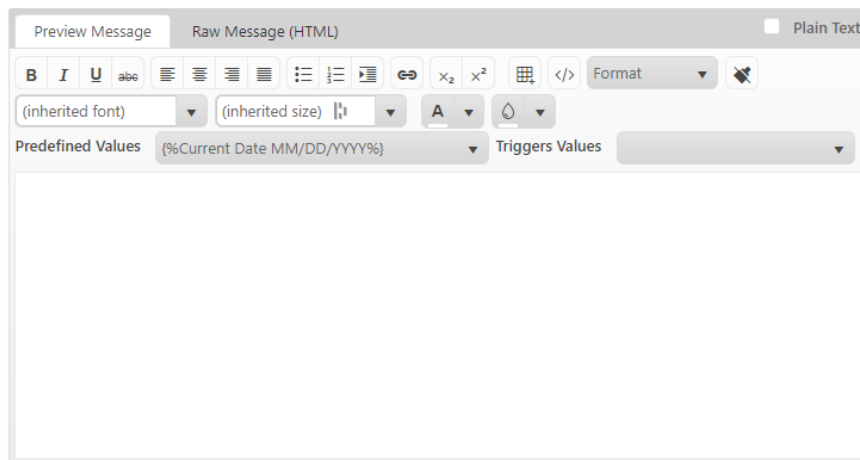 Preview Message Raw Message (HTML) Plain Text
B I U abc x₂ x² </> Format
(inherited font) (inherited size) A
Predefined Values {%Current Date MM/DD/YYYY%} Triggers Values